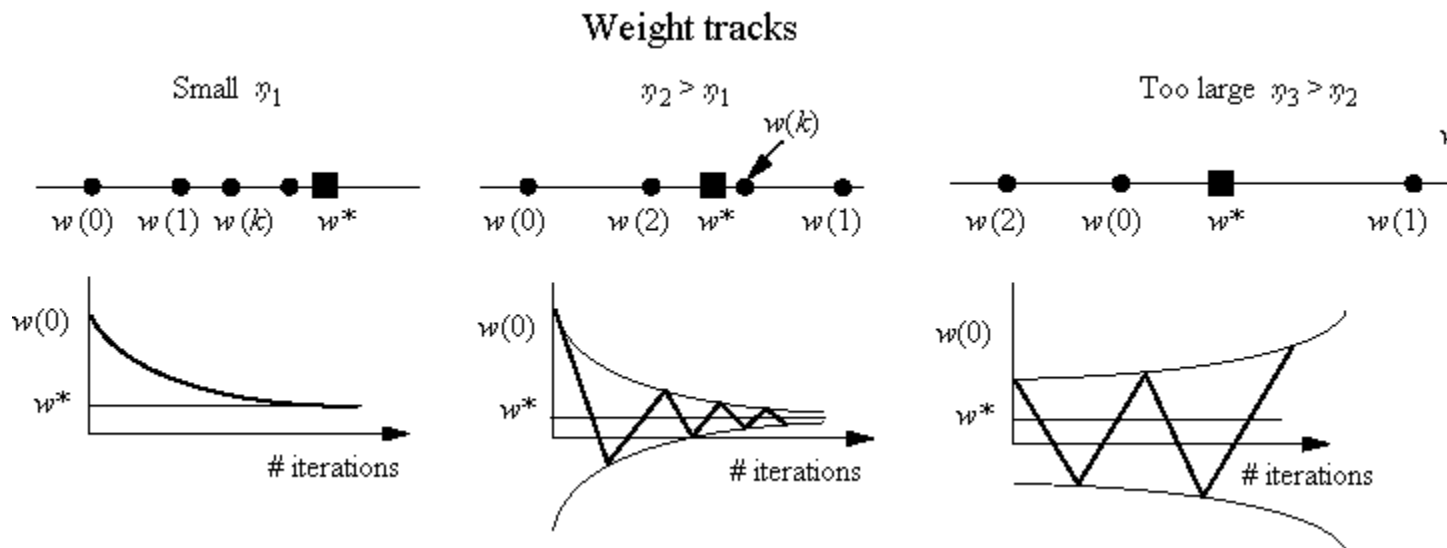 Weight tracks
Small η₁
η₂ > η₁
Too large η₃ > η₂
w(k)
w
w(0) w(1) w(k) w*
w(0) w(2) w* w(1)
w(2) w(0) w* w(1)
w(0)
w*
# iterations
w(0)
w*
# iterations
w(0)
w*
# iterations